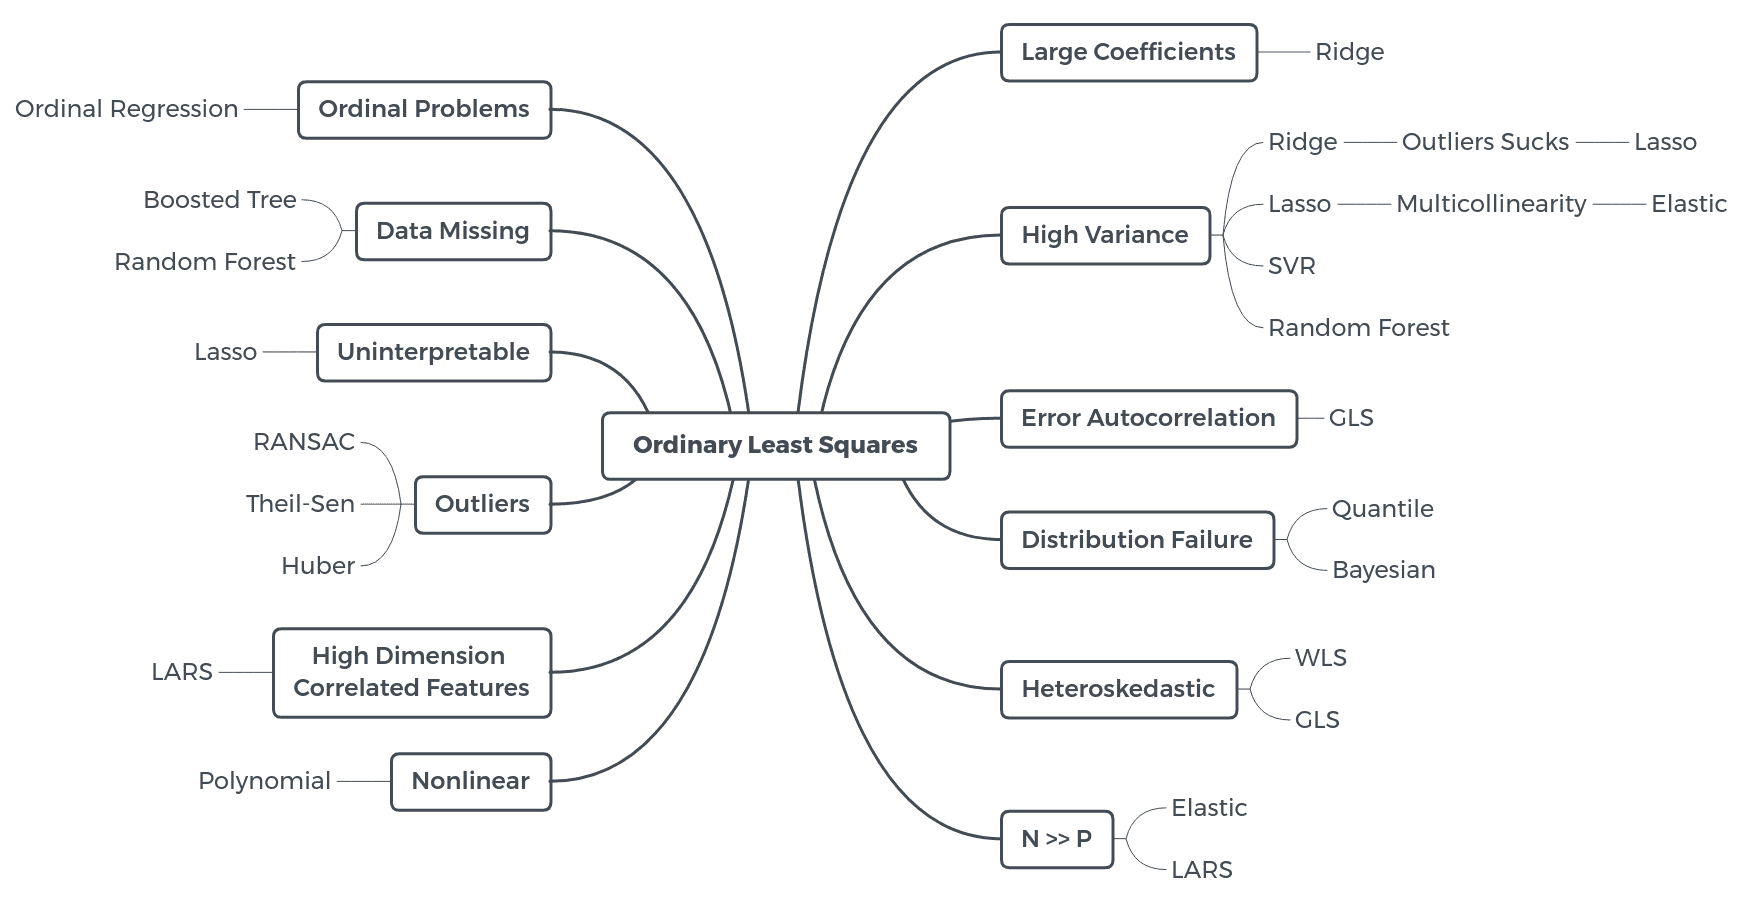 Ordinary Least Squares
Large Coefficients
Ridge
High Variance
Ridge
Outliers Sucks
Lasso
Lasso
Multicollinearity
Elastic
SVR
Random Forest
Error Autocorrelation
GLS
Distribution Failure
Quantile
Bayesian
Heteroskedastic
WLS
GLS
N >> P
Elastic
LARS
Ordinal Problems
Ordinal Regression
Data Missing
Boosted Tree
Random Forest
Uninterpretable
Lasso
Outliers
RANSAC
Theil-Sen
Huber
High Dimension
Correlated Features
LARS
Nonlinear
Polynomial